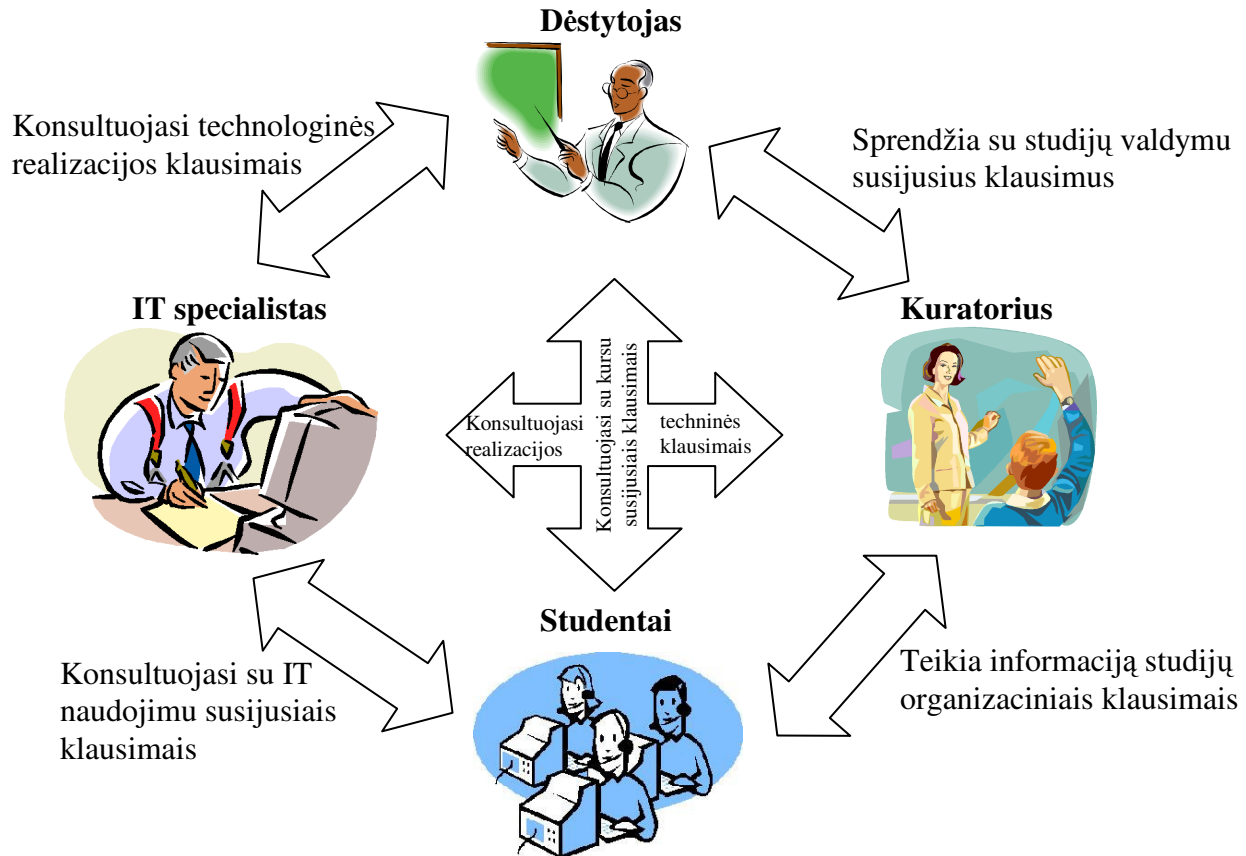 Dėstytojas
Konsultuojasi technologinės
realizacijos klausimais
Sprendžia su studijų valdymu
susijusius klausimus
IT specialistas
Kuratorius
Konsultuojasi su kursu
susijusiais klausimais
Konsultuojasi
realizacijos
techninės
klausimais
Studentai
Konsultuojasi su IT
naudojimu susijusiais
klausimais
Teikia informaciją studijų
organizaciniais klausimais